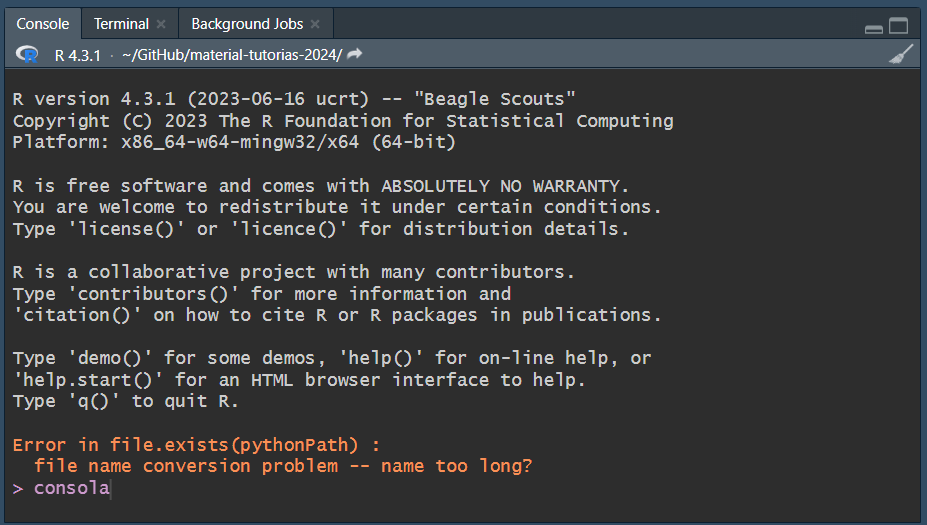 Console Terminal Background Jobs
R 4.3.1 · ~/GitHub/material-tutorias-2024/
R version 4.3.1 (2023-06-16 ucrt) -- "Beagle Scouts"
Copyright (C) 2023 The R Foundation for Statistical Computing
Platform: x86_64-w64-mingw32/x64 (64-bit)
R is free software and comes with ABSOLUTELY NO WARRANTY.
You are welcome to redistribute it under certain conditions.
Type 'license()' or 'licence()' for distribution details.
R is a collaborative project with many contributors.
Type 'contributors()' for more information and
'citation()' on how to cite R or R packages in publications.
Type 'demo()' for some demos, 'help()' for on-line help, or
'help.start()' for an HTML browser interface to help.
Type 'q()' to quit R.
Error in file.exists(pythonPath) :
  file name conversion problem -- name too long?
> consola